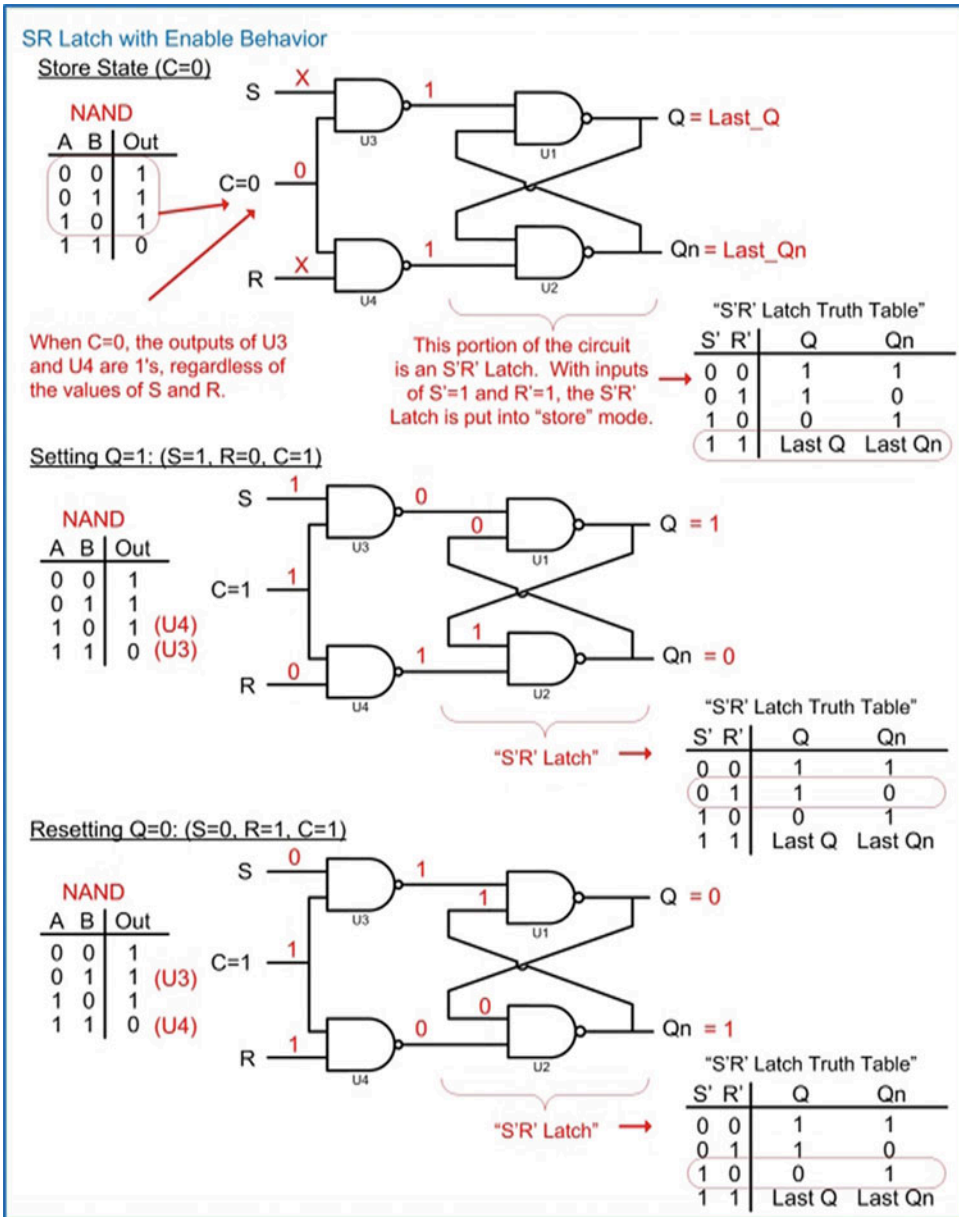 SR Latch with Enable Behavior
Store State (C=0)
NAND
A B Out
0 0 1
0 1 1
1 0 1
1 1 0
S X 1
U3
U1
Q = Last_Q
C=0 0
R X 1
U4
U2
Qn = Last_Qn
When C=0, the outputs of U3
and U4 are 1's, regardless of
the values of S and R.
This portion of the circuit
is an S'R' Latch. With inputs
of S'=1 and R'=1, the S'R'
Latch is put into "store" mode.
"S'R' Latch Truth Table"
S' R' Q Qn
0 0 1 1
0 1 1 0
1 0 0 1
1 1 Last Q Last Qn
Setting Q=1: (S=1, R=0, C=1)
NAND
A B Out
0 0 1
0 1 1
1 0 1 (U4)
1 1 0 (U3)
S 1 0
0
U3
U1
Q = 1
C=1 1
1
R 0 1
U4
U2
Qn = 0
"S'R' Latch"
"S'R' Latch Truth Table"
S' R' Q Qn
0 0 1 1
0 1 1 0
1 0 0 1
1 1 Last Q Last Qn
Resetting Q=0: (S=0, R=1, C=1)
NAND
A B Out
0 0 1
0 1 1 (U3)
1 0 1
1 1 0 (U4)
S 0 1
1
U3
U1
Q = 0
C=1 1
0
R 1 0
U4
U2
Qn = 1
"S'R' Latch"
"S'R' Latch Truth Table"
S' R' Q Qn
0 0 1 1
0 1 1 0
1 0 0 1
1 1 Last Q Last Qn